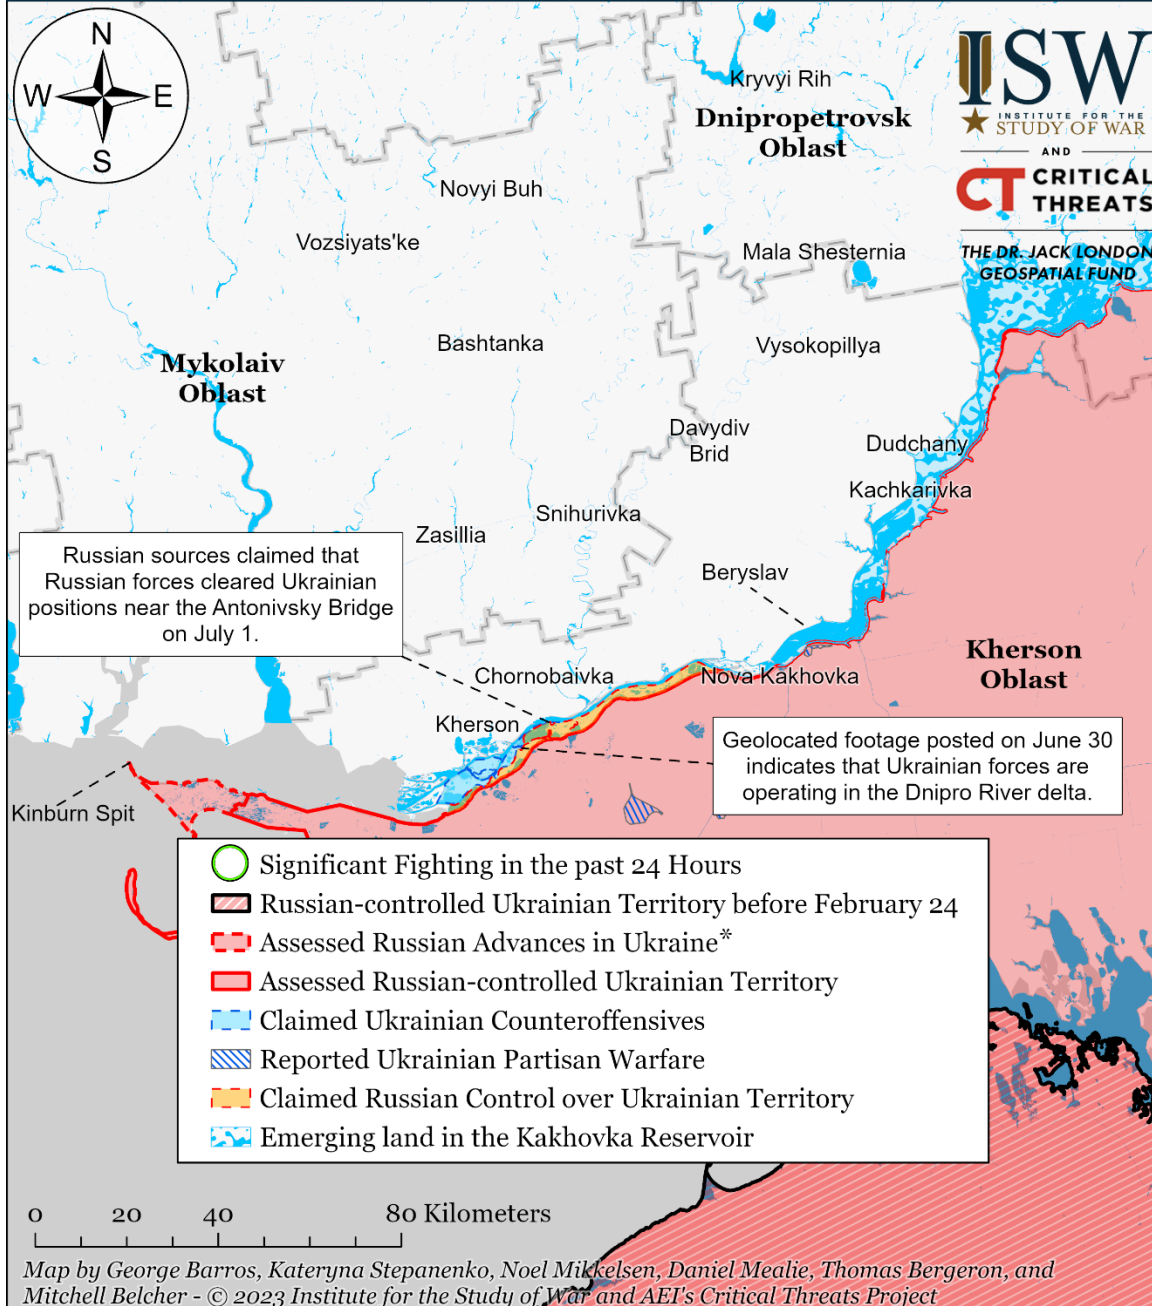 N
W E
S
ISW
INSTITUTE FOR THE
STUDY OF WAR
AND
CT CRITICAL
THREATS
THE DR. JACK LONDON
GEOSPATIAL FUND
Kryvyi Rih
Dnipropetrovsk
Oblast
Novyi Buh
Vozsiyats'ke
Mala Shesternia
Bashtanka
Vysokopillya
Mykolaiv
Oblast
Davydiv
Brid
Dudchany
Kachkarivka
Snihurivka
Zasillia
Russian sources claimed that
Russian forces cleared Ukrainian
positions near the Antonivsky Bridge
on July 1.
Beryslav
Kherson
Oblast
Chornobaivka
Nova Kakhovka
Kherson
Geolocated footage posted on June 30
indicates that Ukrainian forces are
operating in the Dnipro River delta.
Kinburn Spit
Significant Fighting in the past 24 Hours
Russian-controlled Ukrainian Territory before February 24
Assessed Russian Advances in Ukraine*
Assessed Russian-controlled Ukrainian Territory
Claimed Ukrainian Counteroffensives
Reported Ukrainian Partisan Warfare
Claimed Russian Control over Ukrainian Territory
Emerging land in the Kakhovka Reservoir
0 20 40 80 Kilometers
Map by George Barros, Kateryna Stepanenko, Noel Mikkelsen, Daniel Mealie, Thomas Bergeron, and
Mitchell Belcher - © 2023 Institute for the Study of War and AEI's Critical Threats Project